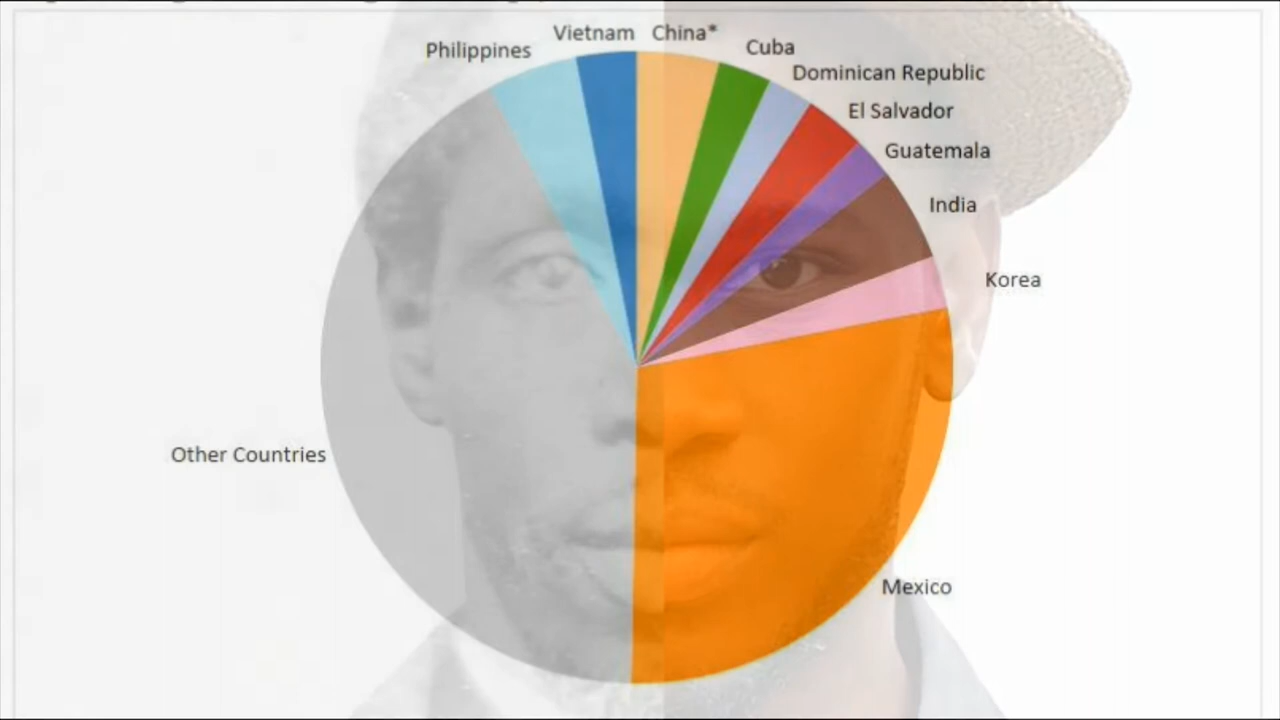 Vietnam
China*
Philippines
Cuba
Dominican Republic
El Salvador
Guatemala
India
Korea
Other Countries
Mexico